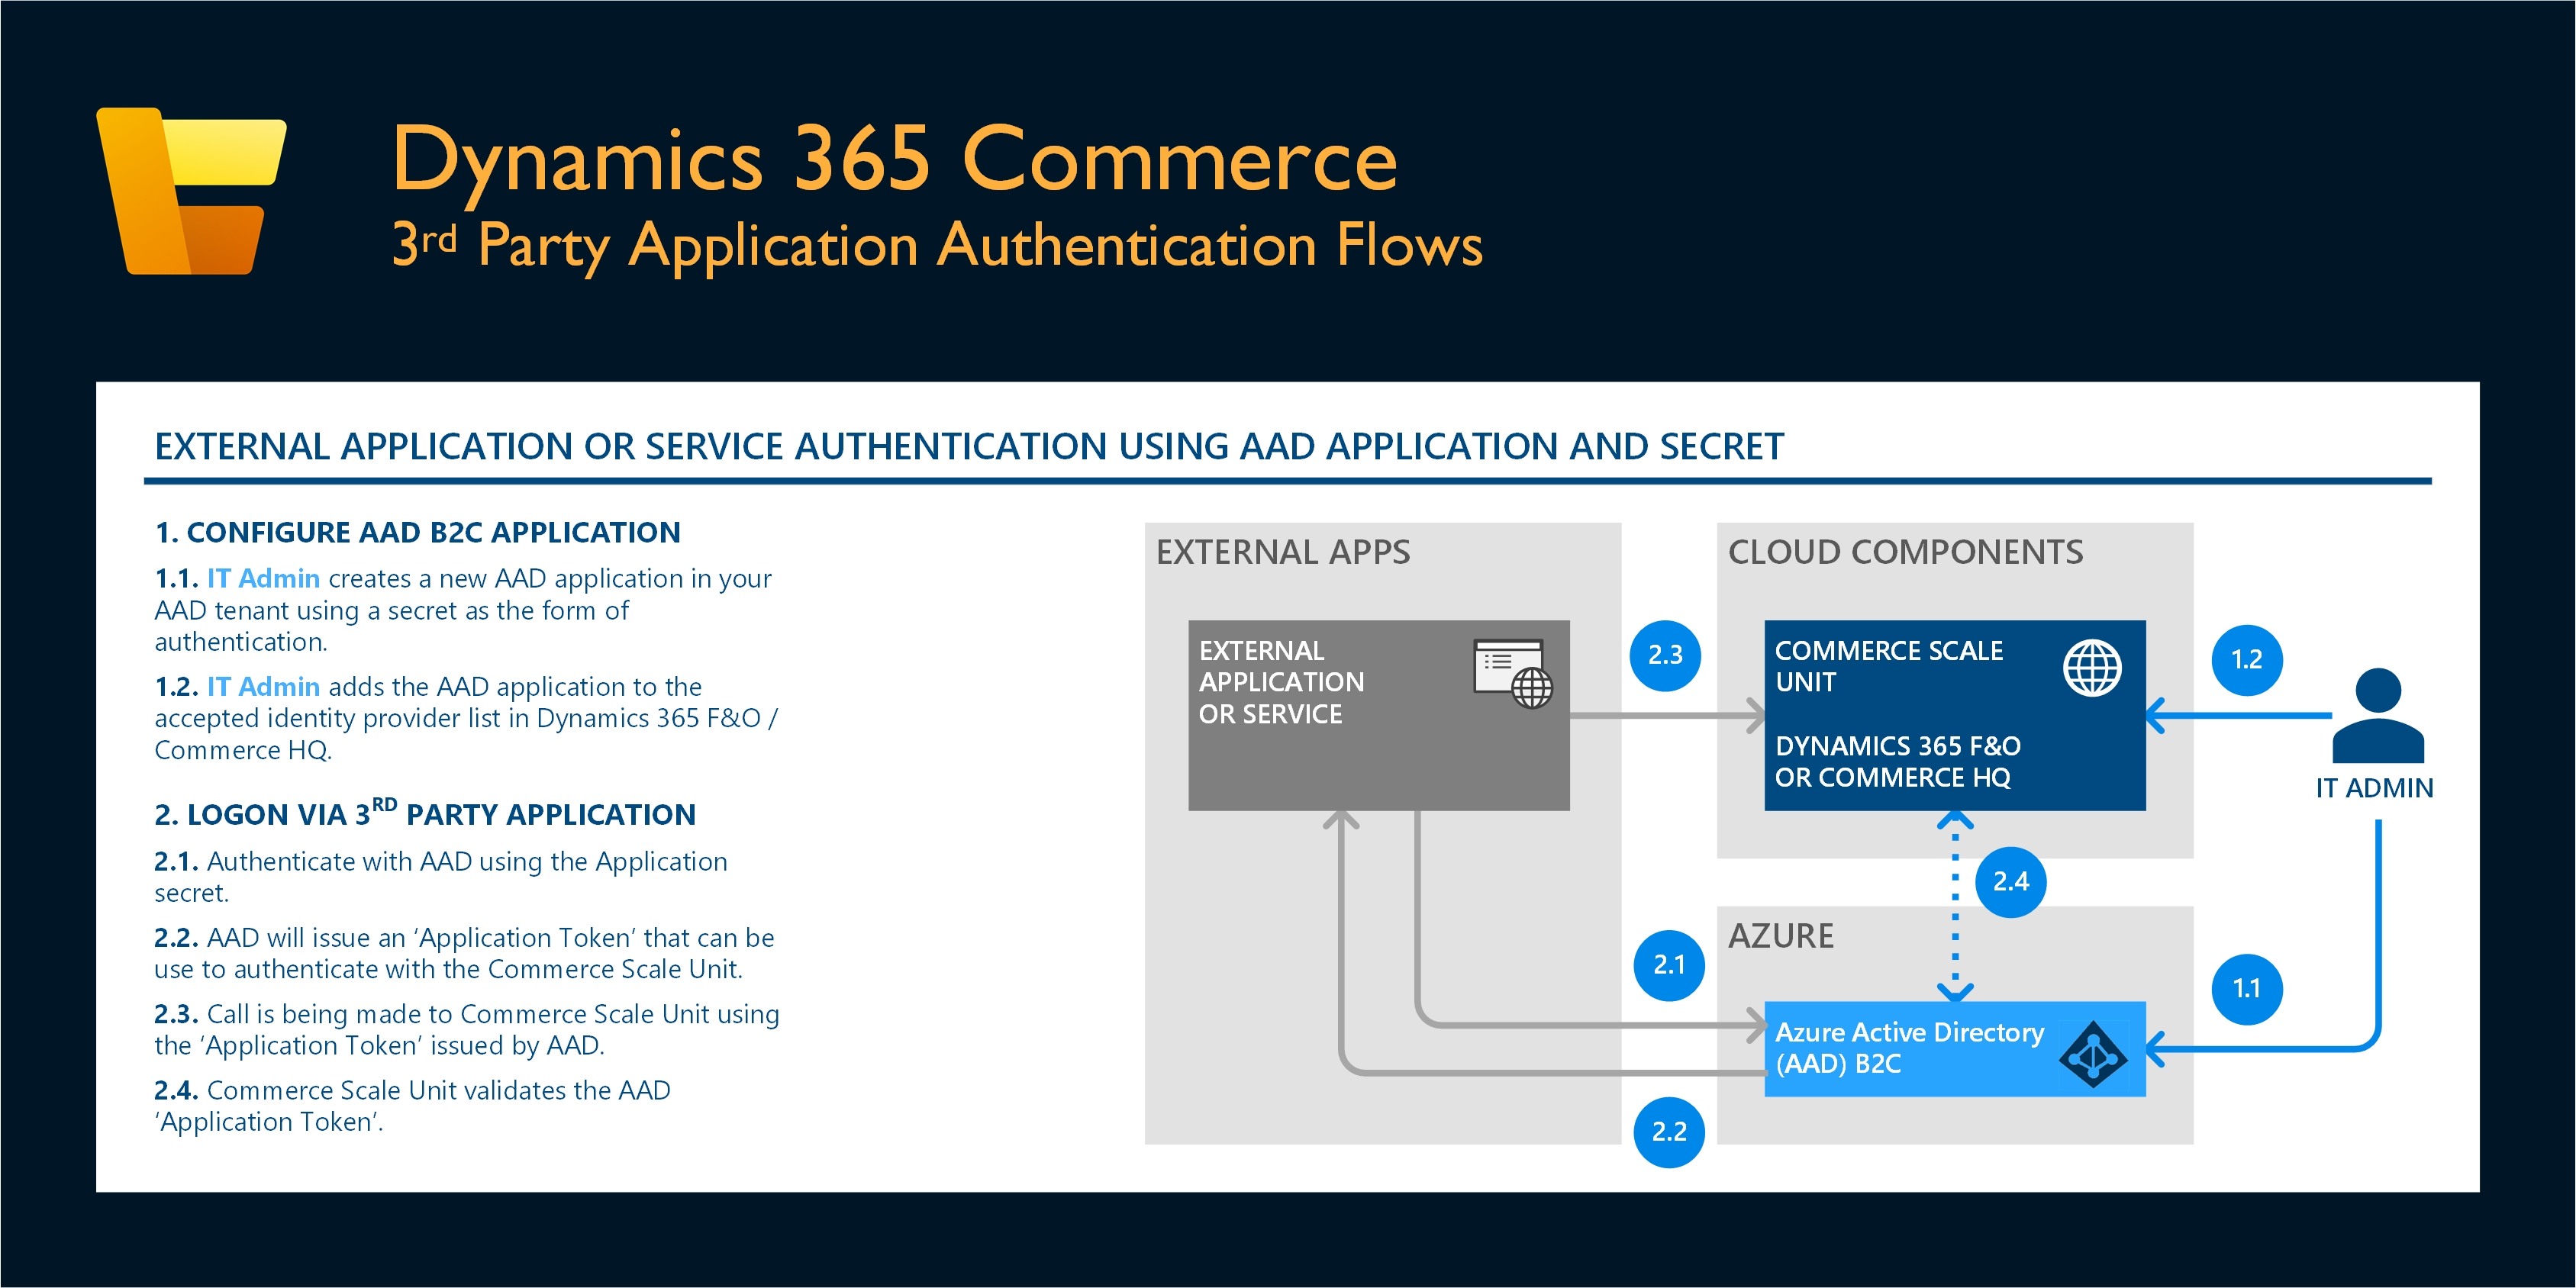 Dynamics 365 Commerce
3rd Party Application Authentication Flows
EXTERNAL APPLICATION OR SERVICE AUTHENTICATION USING AAD APPLICATION AND SECRET
1. CONFIGURE AAD B2C APPLICATION
1.1. IT Admin creates a new AAD application in your
AAD tenant using a secret as the form of
authentication.
1.2. IT Admin adds the AAD application to the
accepted identity provider list in Dynamics 365 F&O /
Commerce HQ.
2. LOGON VIA 3RD PARTY APPLICATION
2.1. Authenticate with AAD using the Application
secret.
2.2. AAD will issue an ‘Application Token’ that can be
use to authenticate with the Commerce Scale Unit.
2.3. Call is being made to Commerce Scale Unit using
the ‘Application Token’ issued by AAD.
2.4. Commerce Scale Unit validates the AAD
‘Application Token’.
EXTERNAL APPS
EXTERNAL
APPLICATION
OR SERVICE
2.3
CLOUD COMPONENTS
COMMERCE SCALE
UNIT
DYNAMICS 365 F&O
OR COMMERCE HQ
1.2
IT ADMIN
2.4
AZURE
2.1
1.1
Azure Active Directory
(AAD) B2C
2.2